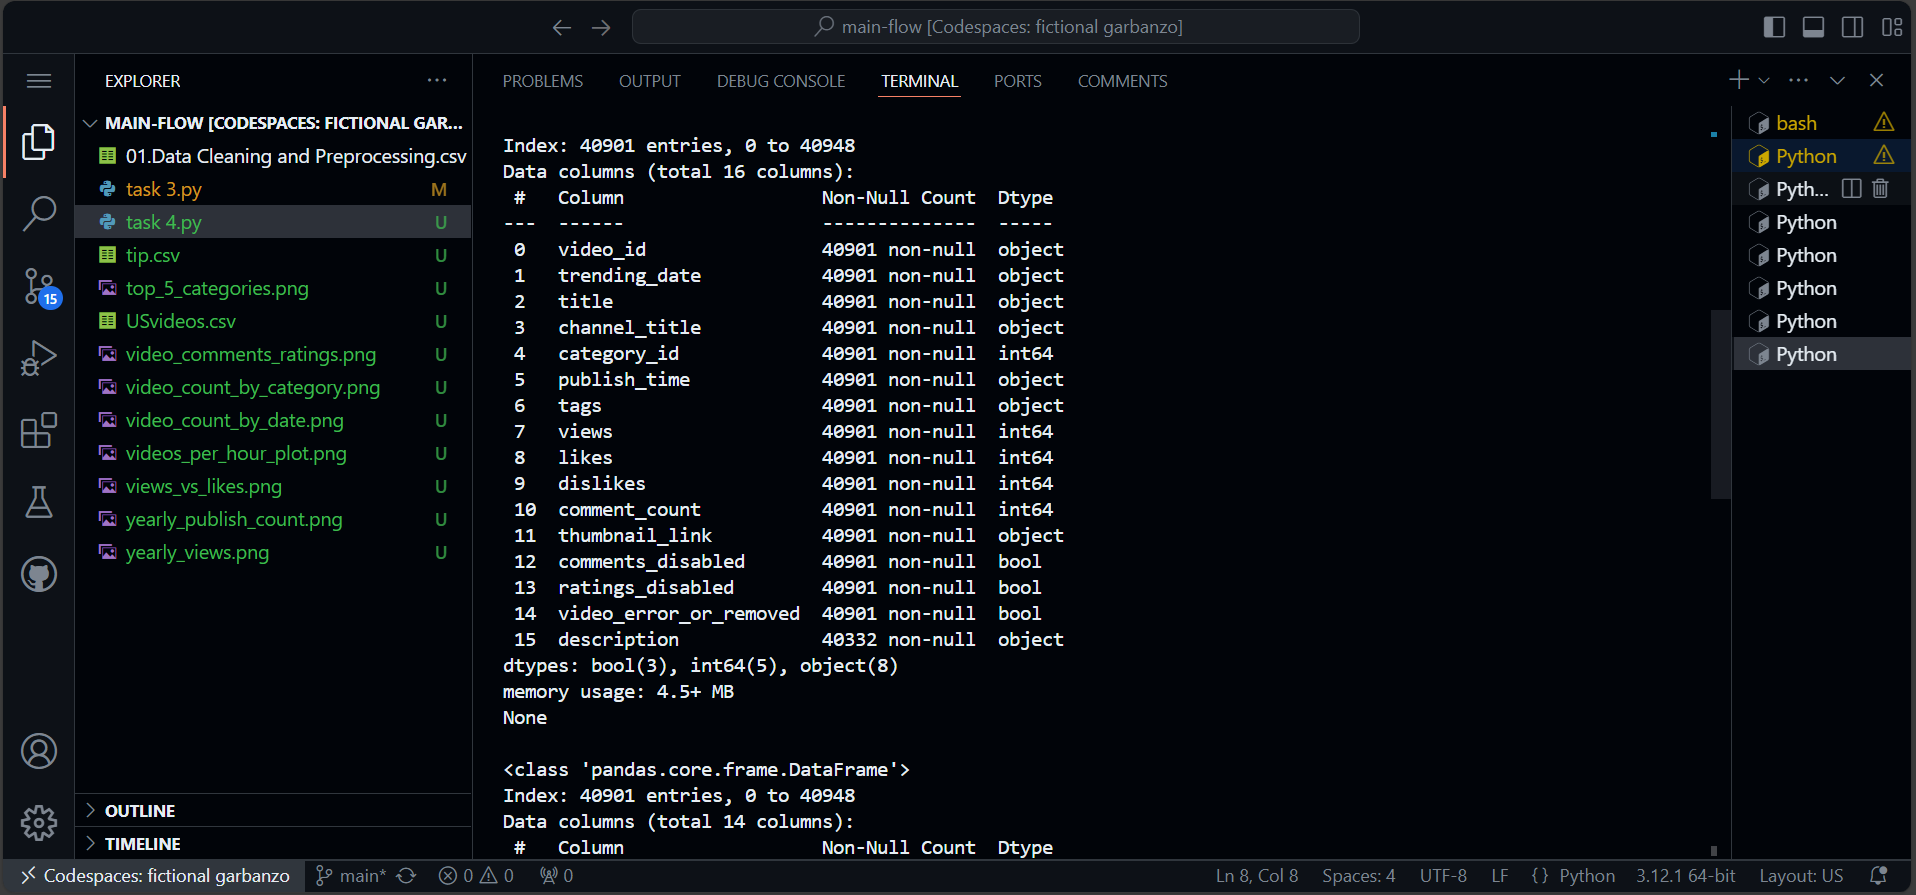 main-flow [Codespaces: fictional garbanzo]
EXPLORER
MAIN-FLOW [CODESPACES: FICTIONAL GAR...
01.Data Cleaning and Preprocessing.csv
task 3.py M
task 4.py U
tip.csv U
top_5_categories.png U
USvideos.csv U
video_comments_ratings.png U
video_count_by_category.png U
video_count_by_date.png U
videos_per_hour_plot.png U
views_vs_likes.png U
yearly_publish_count.png U
yearly_views.png U
15
OUTLINE
TIMELINE
PROBLEMS OUTPUT DEBUG CONSOLE TERMINAL PORTS COMMENTS
Index: 40901 entries, 0 to 40948
Data columns (total 16 columns):
 #   Column                  Non-Null Count  Dtype
---  ------                  --------------  -----
 0   video_id                40901 non-null  object
 1   trending_date           40901 non-null  object
 2   title                   40901 non-null  object
 3   channel_title           40901 non-null  object
 4   category_id             40901 non-null  int64
 5   publish_time            40901 non-null  object
 6   tags                    40901 non-null  object
 7   views                   40901 non-null  int64
 8   likes                   40901 non-null  int64
 9   dislikes                40901 non-null  int64
 10  comment_count           40901 non-null  int64
 11  thumbnail_link          40901 non-null  object
 12  comments_disabled       40901 non-null  bool
 13  ratings_disabled        40901 non-null  bool
 14  video_error_or_removed  40901 non-null  bool
 15  description             40332 non-null  object
dtypes: bool(3), int64(5), object(8)
memory usage: 4.5+ MB
None
<class 'pandas.core.frame.DataFrame'>
Index: 40901 entries, 0 to 40948
Data columns (total 14 columns):
 #   Column                  Non-Null Count  Dtype
bash
Python
Pyth...
Python
Python
Python
Python
Python
Codespaces: fictional garbanzo main* 0 0 0 Ln 8, Col 8 Spaces: 4 UTF-8 LF {} Python 3.12.1 64-bit Layout: US